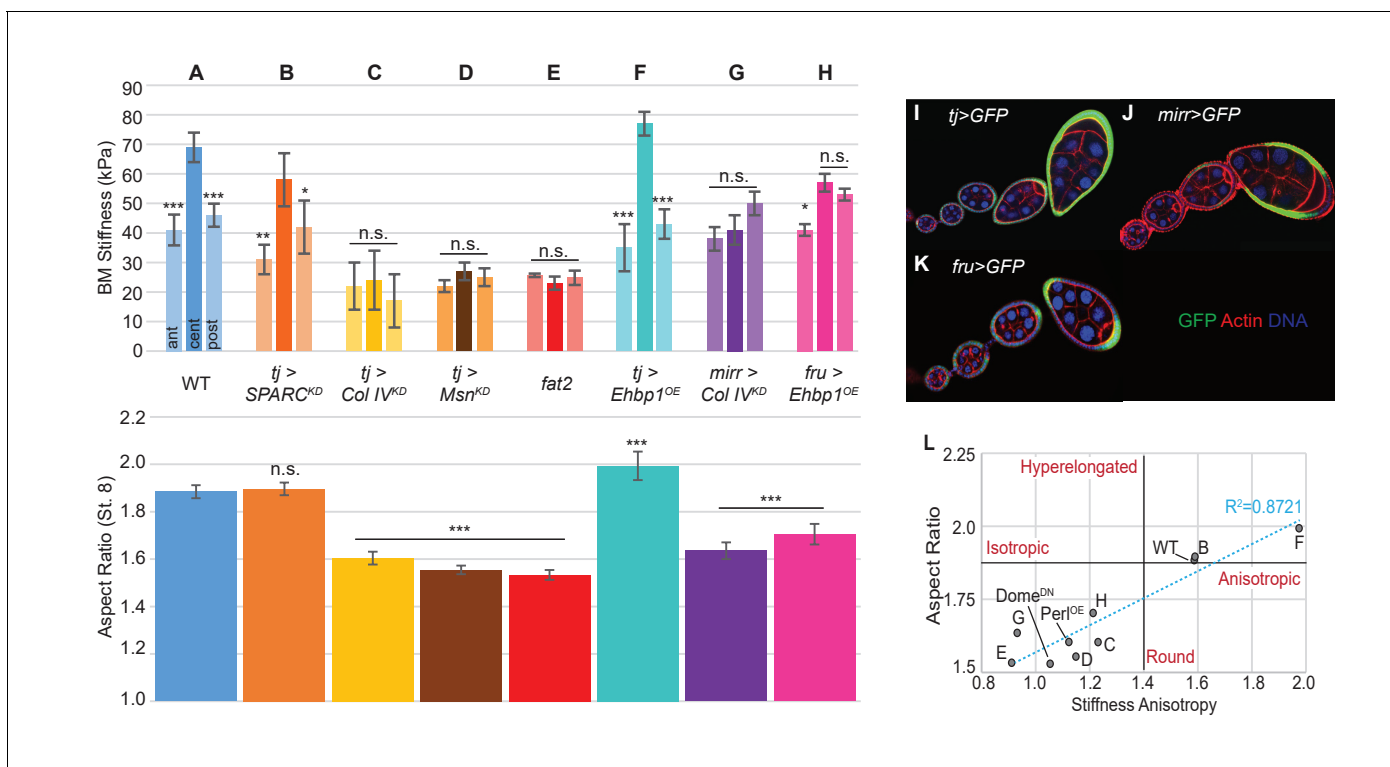 A B C D E F G H
BM Stiffness (kPa)
90
80
70
60
50
40
30
20
10
0
*** *** ** * n.s. n.s. n.s. *** *** n.s. * n.s.
ant cent post
WT
tj > SPARC^KD
tj > Col IV^KD
tj > Msn^KD
fat2
tj > Ehbp1^OE
mirr > Col IV^KD
fru > Ehbp1^OE
Aspect Ratio (St. 8)
2.2
2.0
1.8
1.6
1.4
1.2
1.0
n.s. *** *** ***
I tj>GFP
J mirr>GFP
K fru>GFP
GFP Actin DNA
L
Aspect Ratio
2.25
2.0
1.75
1.5
Hyperelongated
R²=0.8721
Isotropic
WT B F
Anisotropic
Dome^DN
Perl^OE H
G
E D C
Round
0.8 1.0 1.2 1.4 1.6 1.8 2.0
Stiffness Anisotropy